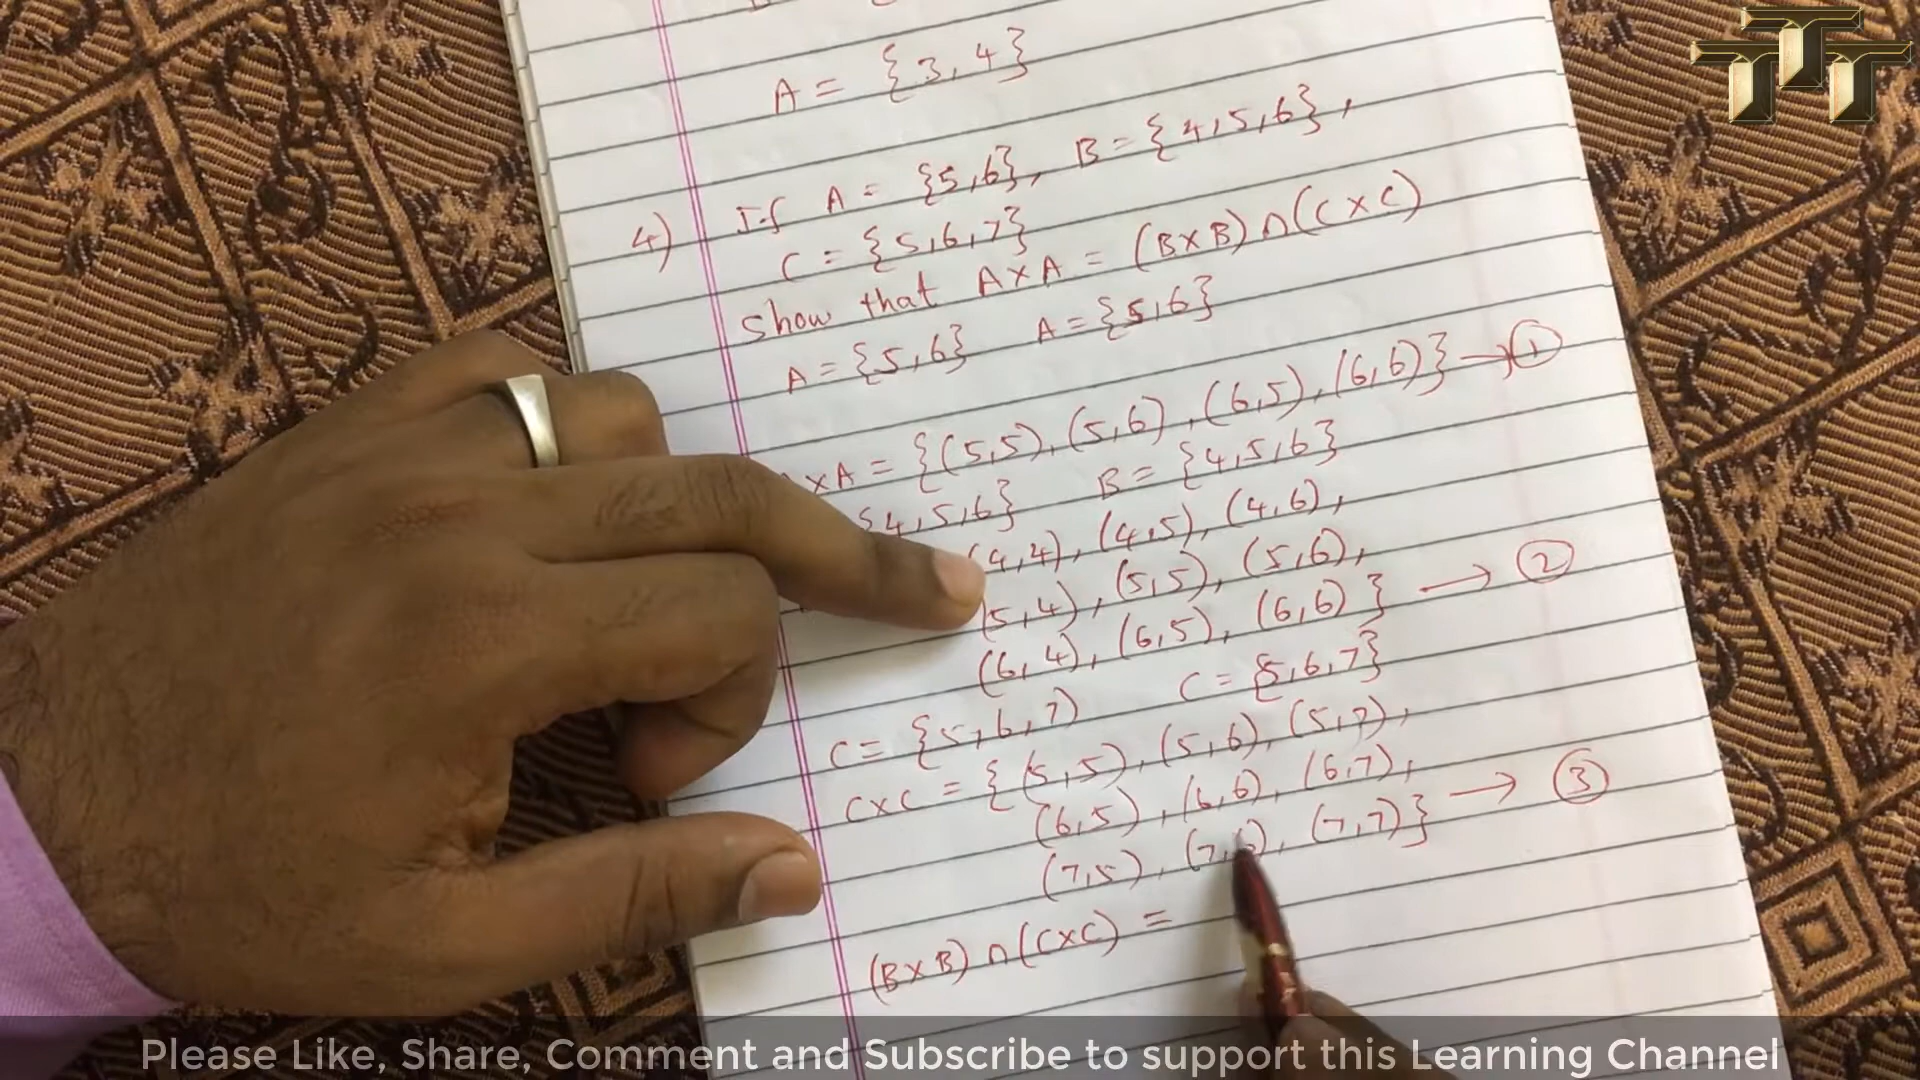 TTT
A = {3,4}
4) If A = {5,6}, B = {4,5,6},
C = {5,6,7}
show that A×A = (B×B)∩(C×C)
A = {5,6} A = {5,6}
×A = {(5,5), (5,6), (6,5), (6,6)} → ①
{4,5,6} B = {4,5,6}
(4,4), (4,5), (4,6),
(5,4), (5,5), (5,6),
(6,4), (6,5), (6,6)} → ②
C = {5,6,7) C = {5,6,7}
C×C = {(5,5), (5,6), (5,7),
(6,5), (6,6), (6,7),
(7,5), (7,6), (7,7)} → ③
(B×B)∩(C×C) =
Please Like, Share, Comment and Subscribe to support this Learning Channel